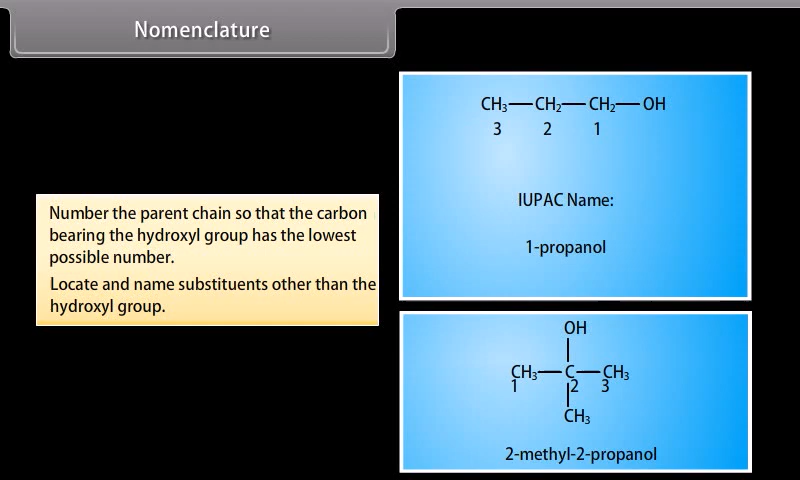 Nomenclature
Number the parent chain so that the carbon
bearing the hydroxyl group has the lowest
possible number.
Locate and name substituents other than the
hydroxyl group.
CH₃—CH₂—CH₂—OH
3 2 1
IUPAC Name:
1-propanol
OH
CH₃—C—CH₃
1 2 3
CH₃
2-methyl-2-propanol